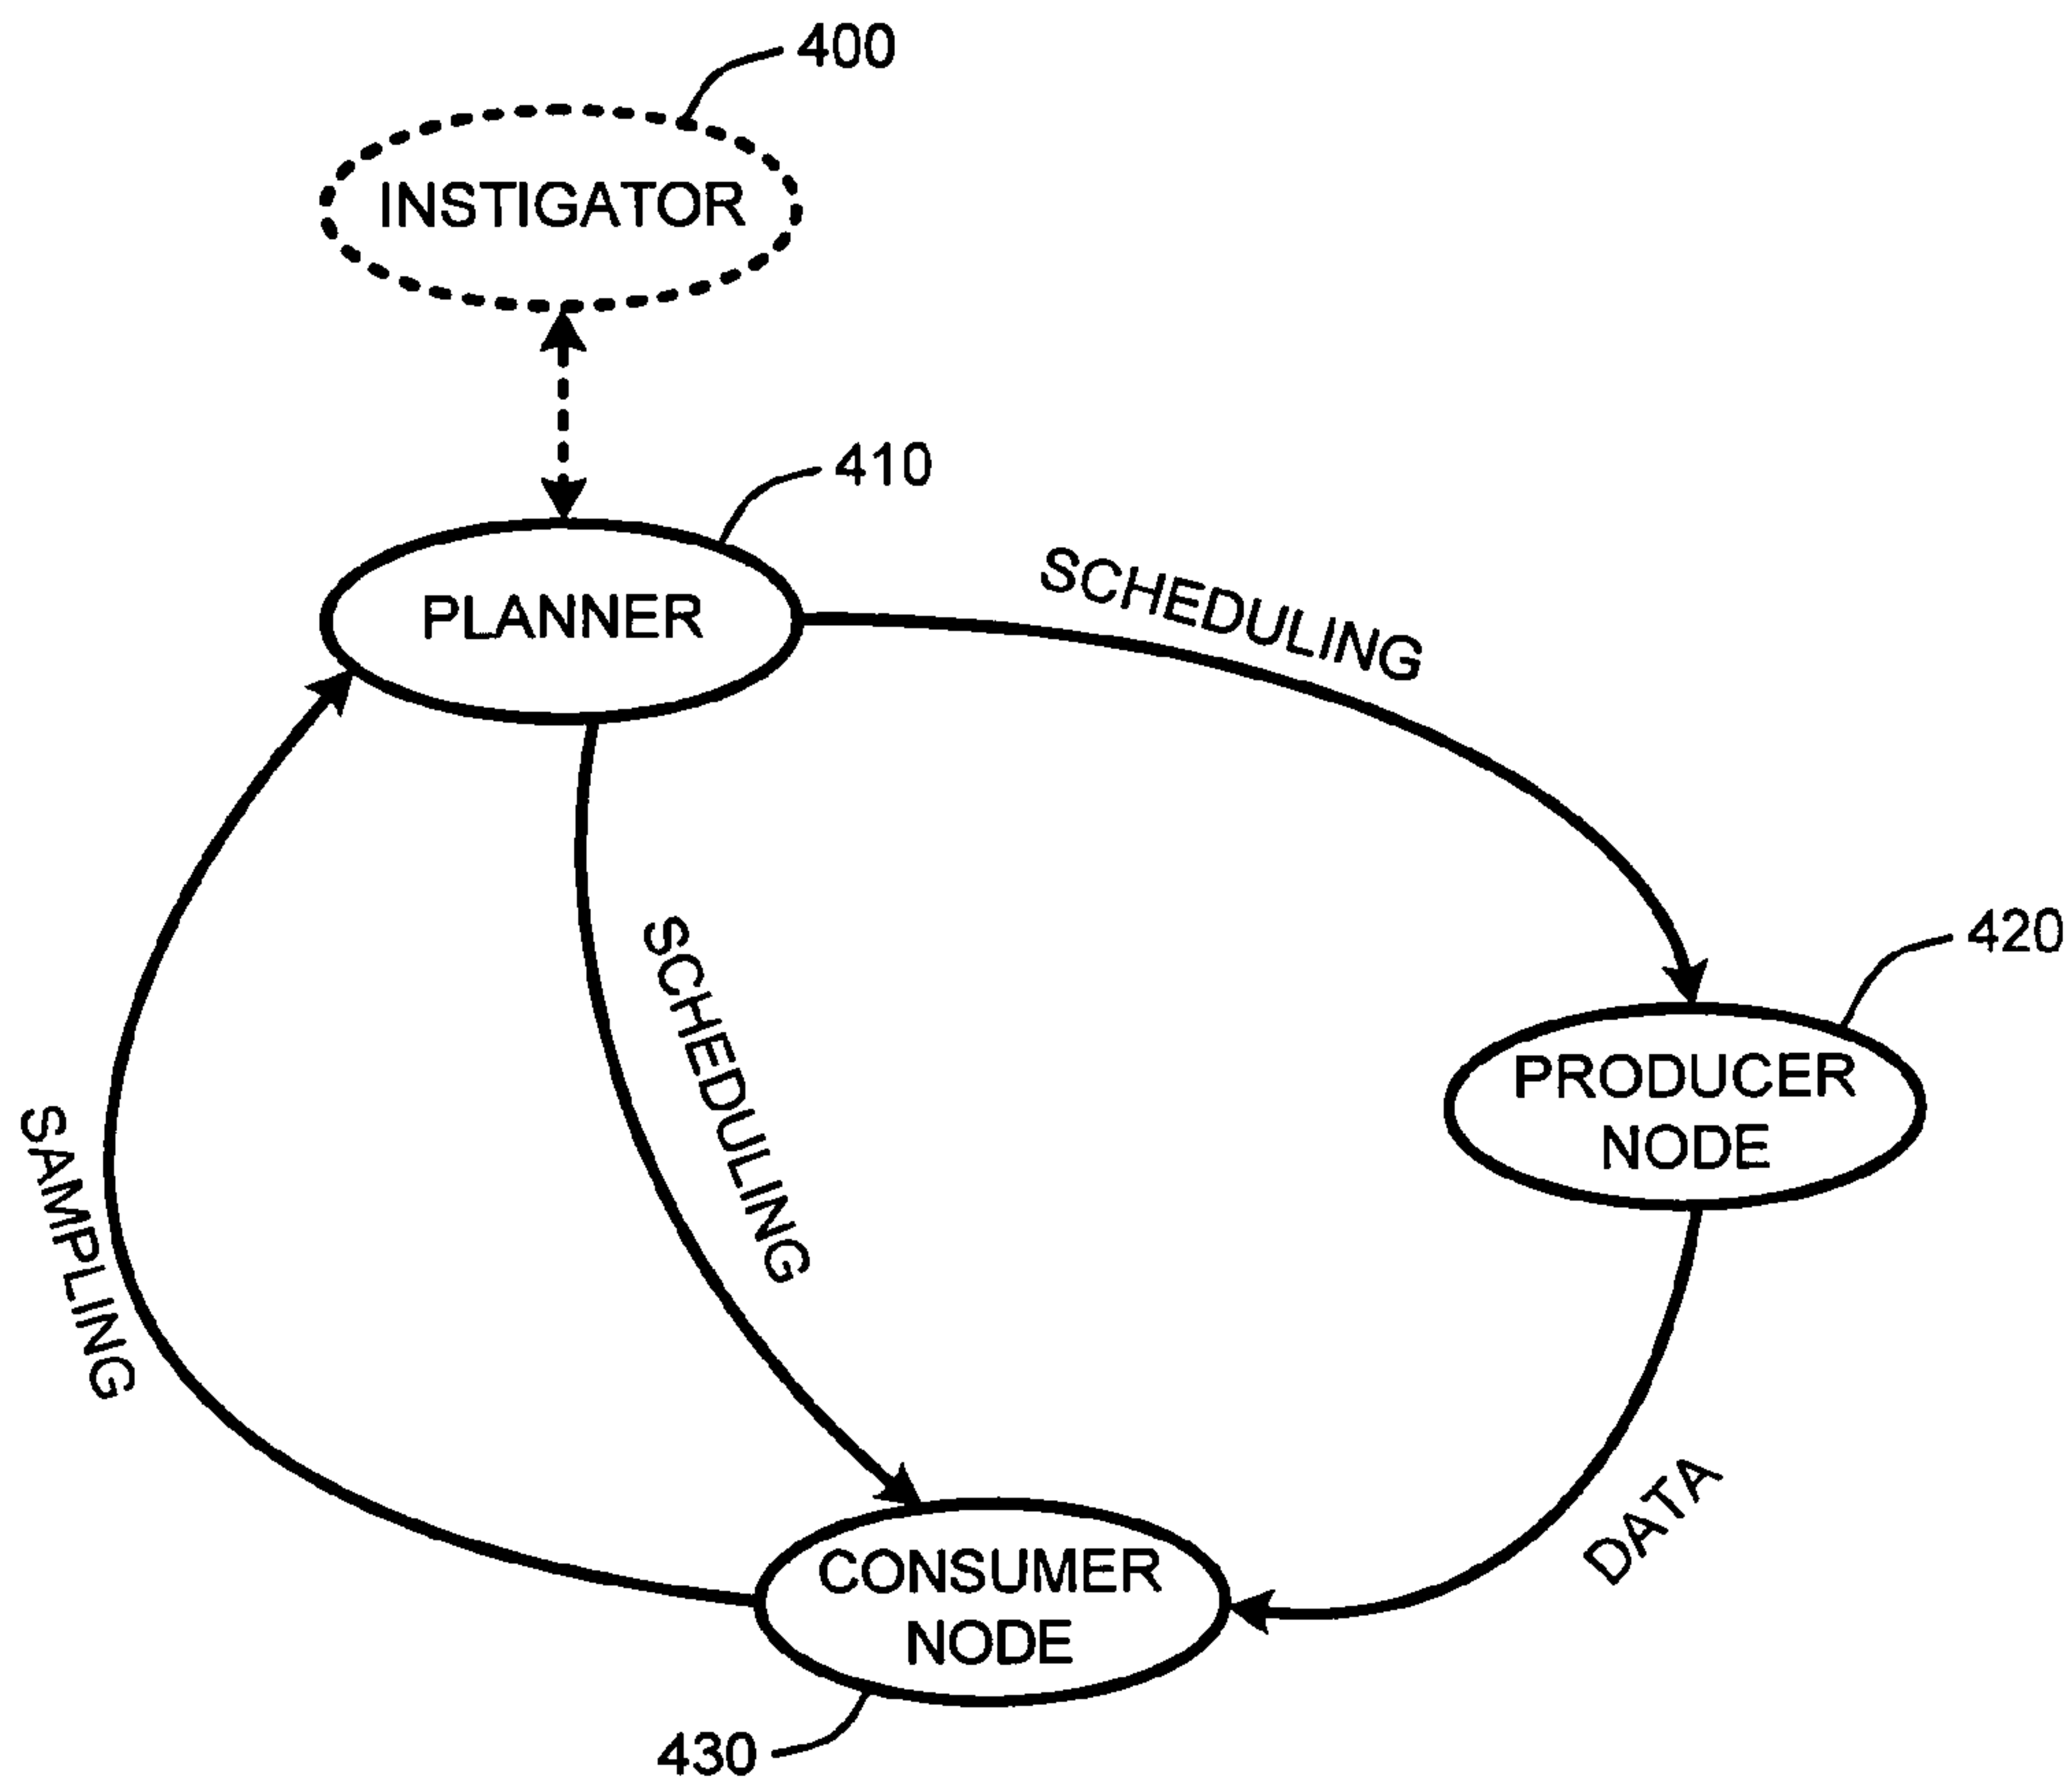 400
INSTIGATOR
410
PLANNER
SCHEDULING
420
PRODUCER
NODE
SCHEDULING
SAMPLING
DATA
CONSUMER
NODE
430